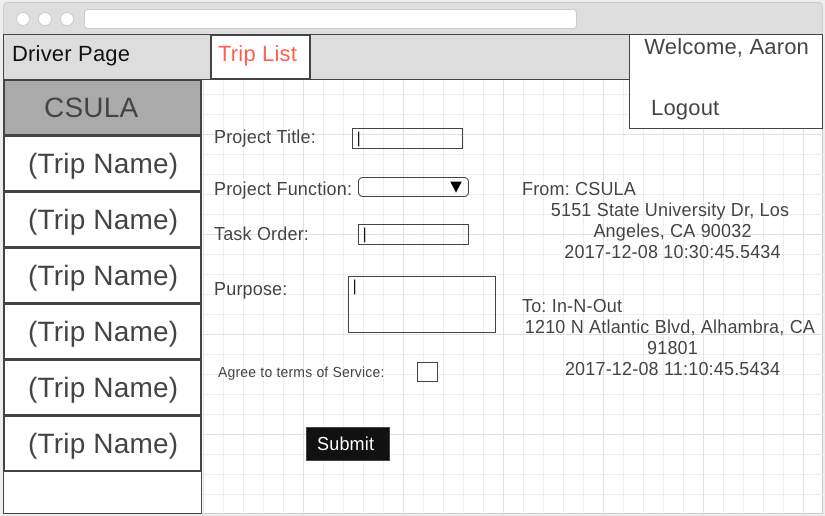 Driver Page
Trip List
Welcome, Aaron
Logout
CSULA
(Trip Name)
(Trip Name)
(Trip Name)
(Trip Name)
(Trip Name)
(Trip Name)
Project Title:
Project Function:
Task Order:
Purpose:
Agree to terms of Service:
Submit
From: CSULA
5151 State University Dr, Los
Angeles, CA 90032
2017-12-08 10:30:45.5434
To: In-N-Out
1210 N Atlantic Blvd, Alhambra, CA
91801
2017-12-08 11:10:45.5434